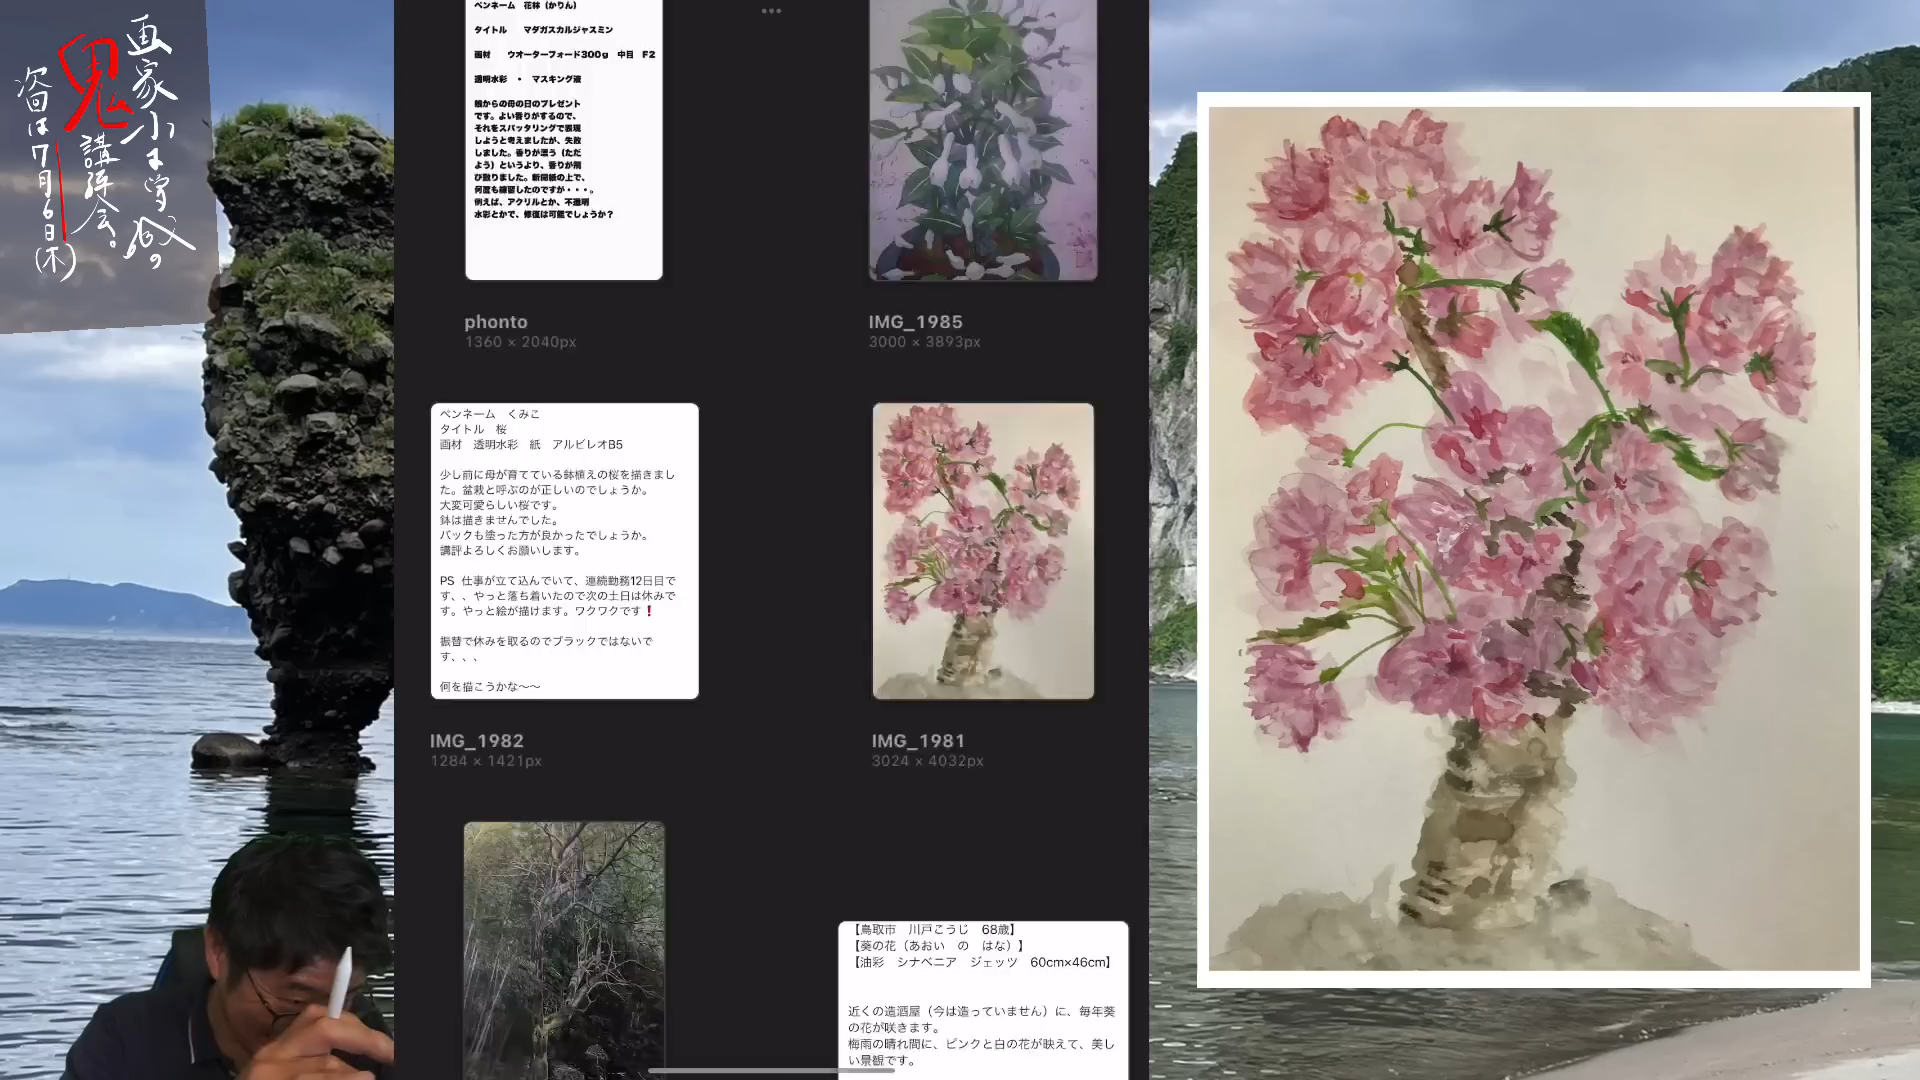 画家小木曽誠の
鬼講評会。
次回は7月6日(木)
ペンネーム　花林（かりん）
タイトル　マダガスカルジャスミン
画材　ウオーターフォード300g　中目　F2
透明水彩　・　マスキング液
娘からの母の日のプレゼント
です。よい香りがするので、
それをスパッタリングで表現
しようと考えましたが、失敗
しました。香りが漂う（ただ
よう）というより、香りが飛
び散りました。新聞紙の上で、
何度も練習したのですが・・・。
例えば、アクリルとか、不透明
水彩とかで、修復は可能でしょうか？
phonto
1360 × 2040px
IMG_1985
3000 × 3893px
ペンネーム　くみこ
タイトル　桜
画材　透明水彩　紙　アルビレオB5
少し前に母が育てている鉢植えの桜を描きまし
た。盆栽と呼ぶのが正しいのでしょうか。
大変可愛らしい桜です。
鉢は描きませんでした。
バックも塗った方が良かったでしょうか。
講評よろしくお願いします。
PS 仕事が立て込んでいて、連続勤務12日目で
す、、やっと落ち着いたので次の土日は休みで
す。やっと絵が描けます。ワクワクです❗
振替で休みを取るのでブラックではないで
す、、、
何を描こうかな〜〜
IMG_1982
1284 × 1421px
IMG_1981
3024 × 4032px
【鳥取市　川戸こうじ　68歳】
【葵の花（あおい　の　はな）】
【油彩　シナベニア　ジェッソ　60cm×46cm】
近くの造酒屋（今は造っていません）に、毎年葵
の花が咲きます。
梅雨の晴れ間に、ピンクと白の花が映えて、美し
い景観です。